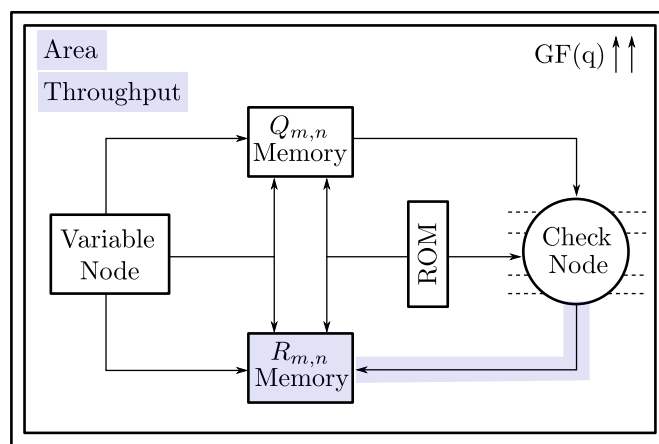 Area
Throughput
GF(q)↑↑
Q_{m,n}
Memory
Variable
Node
ROM
Check
Node
R_{m,n}
Memory